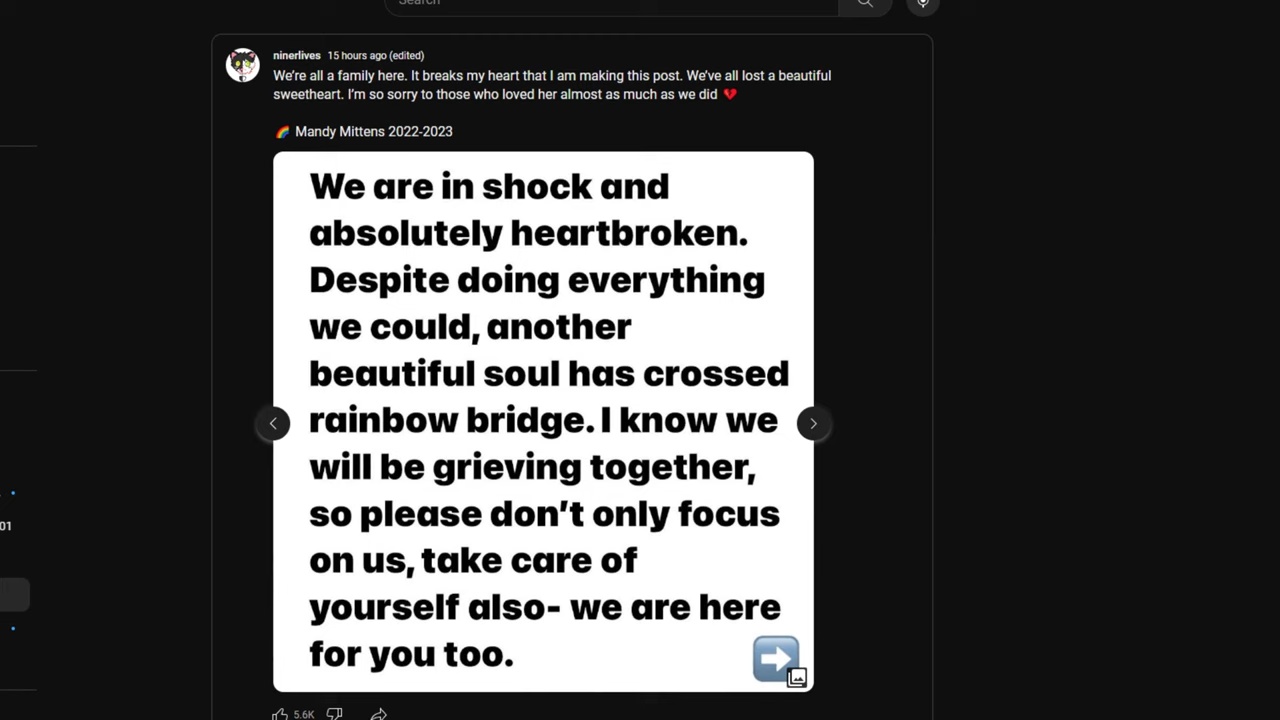 Search
ninerlives 15 hours ago (edited)
We're all a family here. It breaks my heart that I am making this post. We've all lost a beautiful
sweetheart. I'm so sorry to those who loved her almost as much as we did 💔
🌈 Mandy Mittens 2022-2023
We are in shock and
absolutely heartbroken.
Despite doing everything
we could, another
beautiful soul has crossed
rainbow bridge. I know we
will be grieving together,
so please don't only focus
on us, take care of
yourself also- we are here
for you too.
01
5.6K